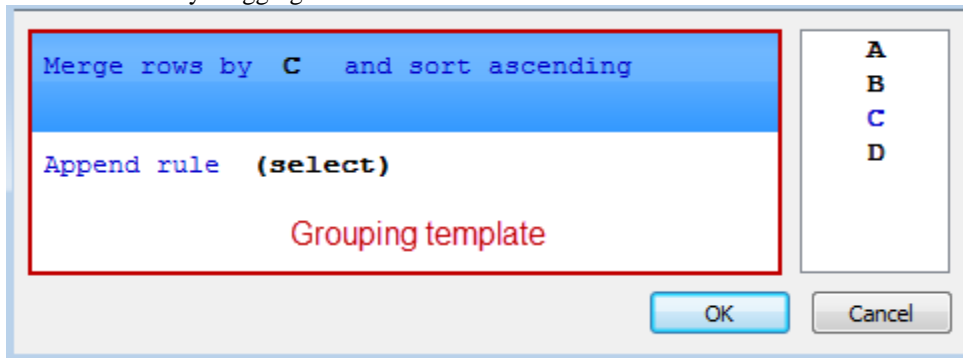 Merge rows by C and sort ascending
Append rule (select)
Grouping template
A
B
C
D
OK
Cancel